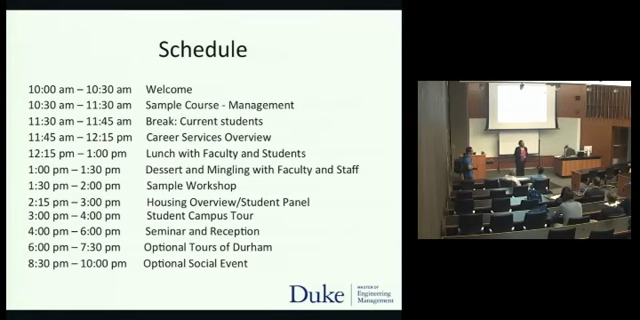 Schedule
10:00 am – 10:30 am Welcome
10:30 am – 11:30 am Sample Course - Management
11:30 am – 11:45 am Break: Current students
11:45 am – 12:15 pm Career Services Overview
12:15 pm – 1:00 pm Lunch with Faculty and Students
1:00 pm – 1:30 pm Dessert and Mingling with Faculty and Staff
1:30 pm – 2:00 pm Sample Workshop
2:15 pm – 3:00 pm Housing Overview/Student Panel
3:00 pm – 4:00 pm Student Campus Tour
4:00 pm – 6:00 pm Seminar and Reception
6:00 pm – 7:30 pm Optional Tours of Durham
8:30 pm – 10:00 pm Optional Social Event
Duke MASTER OF
Engineering
Management